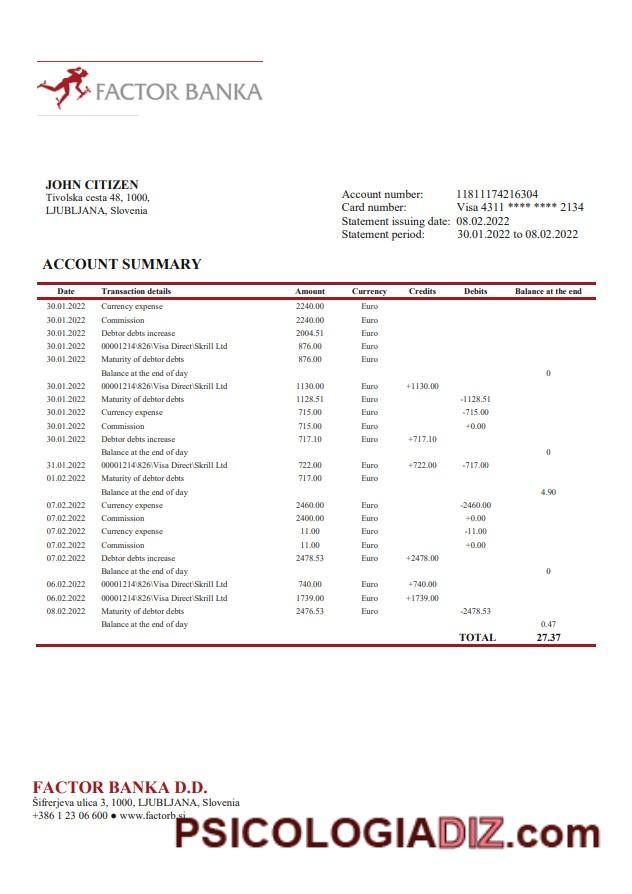 FACTOR BANKA
JOHN CITIZEN
Tivolska cesta 48, 1000,
LJUBLJANA, Slovenia
Account number: 11811174216304
Card number: Visa 4311 **** **** 2134
Statement issuing date: 08.02.2022
Statement period: 30.01.2022 to 08.02.2022
ACCOUNT SUMMARY
Date Transaction details Amount Currency Credits Debits Balance at the end
30.01.2022 Currency expense 2240.00 Euro
30.01.2022 Commission 2240.00 Euro
30.01.2022 Debtor debts increase 2004.51 Euro
30.01.2022 00001214\826\Visa Direct\Skrill Ltd 876.00 Euro
30.01.2022 Maturity of debtor debts 876.00 Euro
Balance at the end of day 0
30.01.2022 00001214\826\Visa Direct\Skrill Ltd 1130.00 Euro +1130.00
30.01.2022 Maturity of debtor debts 1128.51 Euro -1128.51
30.01.2022 Currency expense 715.00 Euro -715.00
30.01.2022 Commission 715.00 Euro +0.00
30.01.2022 Debtor debts increase 717.10 Euro +717.10
Balance at the end of day 0
31.01.2022 00001214\826\Visa Direct\Skrill Ltd 722.00 Euro +722.00 -717.00
01.02.2022 Maturity of debtor debts 717.00 Euro
Balance at the end of day 4.90
07.02.2022 Currency expense 2460.00 Euro -2460.00
07.02.2022 Commission 2400.00 Euro +0.00
07.02.2022 Currency expense 11.00 Euro -11.00
07.02.2022 Commission 11.00 Euro +0.00
07.02.2022 Debtor debts increase 2478.53 Euro +2478.00
Balance at the end of day 0
06.02.2022 00001214\826\Visa Direct\Skrill Ltd 740.00 Euro +740.00
06.02.2022 00001214\826\Visa Direct\Skrill Ltd 1739.00 Euro +1739.00
08.02.2022 Maturity of debtor debts 2476.53 Euro -2478.53
Balance at the end of day 0.47
TOTAL 27.37
FACTOR BANKA D.D.
Šifrerjeva ulica 3, 1000, LJUBLJANA, Slovenia
+386 1 23 06 600 ● www.factorb.si
PSICOLOGIADIZ.com